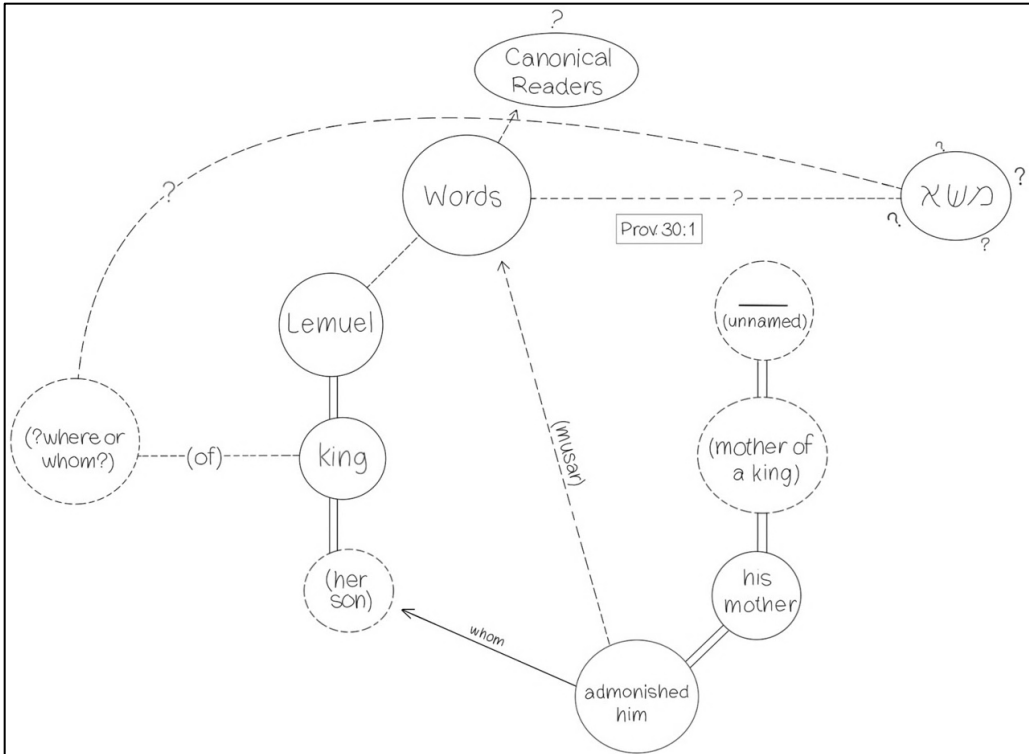 ?
Canonical
Readers
?
Words
?
משא
?
?
?
?
Prov. 30:1
Lemuel
(unnamed)
(?where or
whom?)
(of)
king
(musar)
(mother of
a king)
(her
son)
his
mother
whom
admonished
him